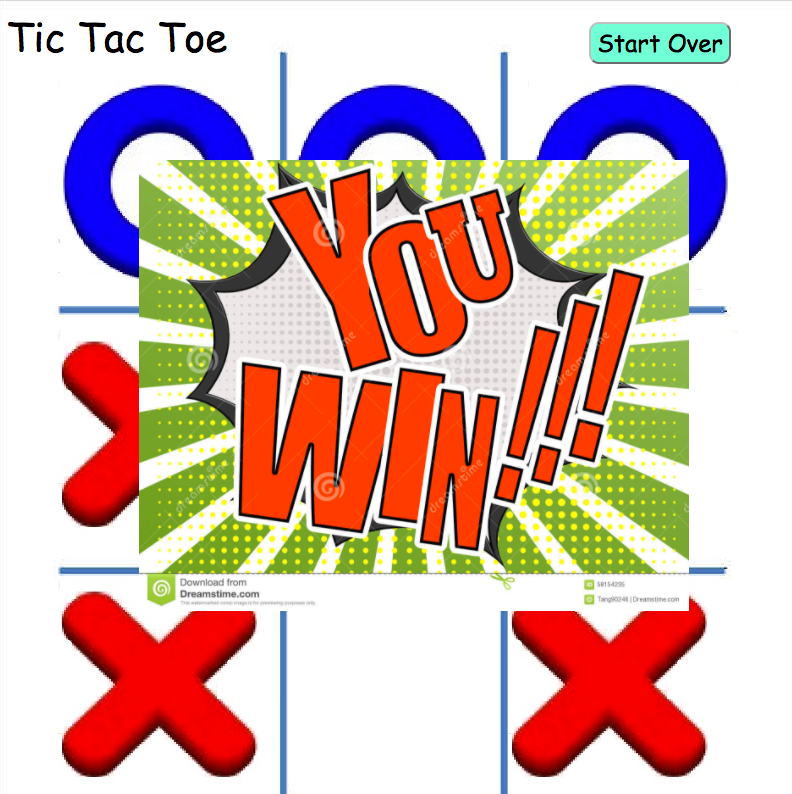 Tic Tac Toe
Start Over
YOU
WIN!!!
Download from
Dreamstime.com
This watermarked comp image is for previewing purposes only.
58154295
Tang90246 | Dreamstime.com